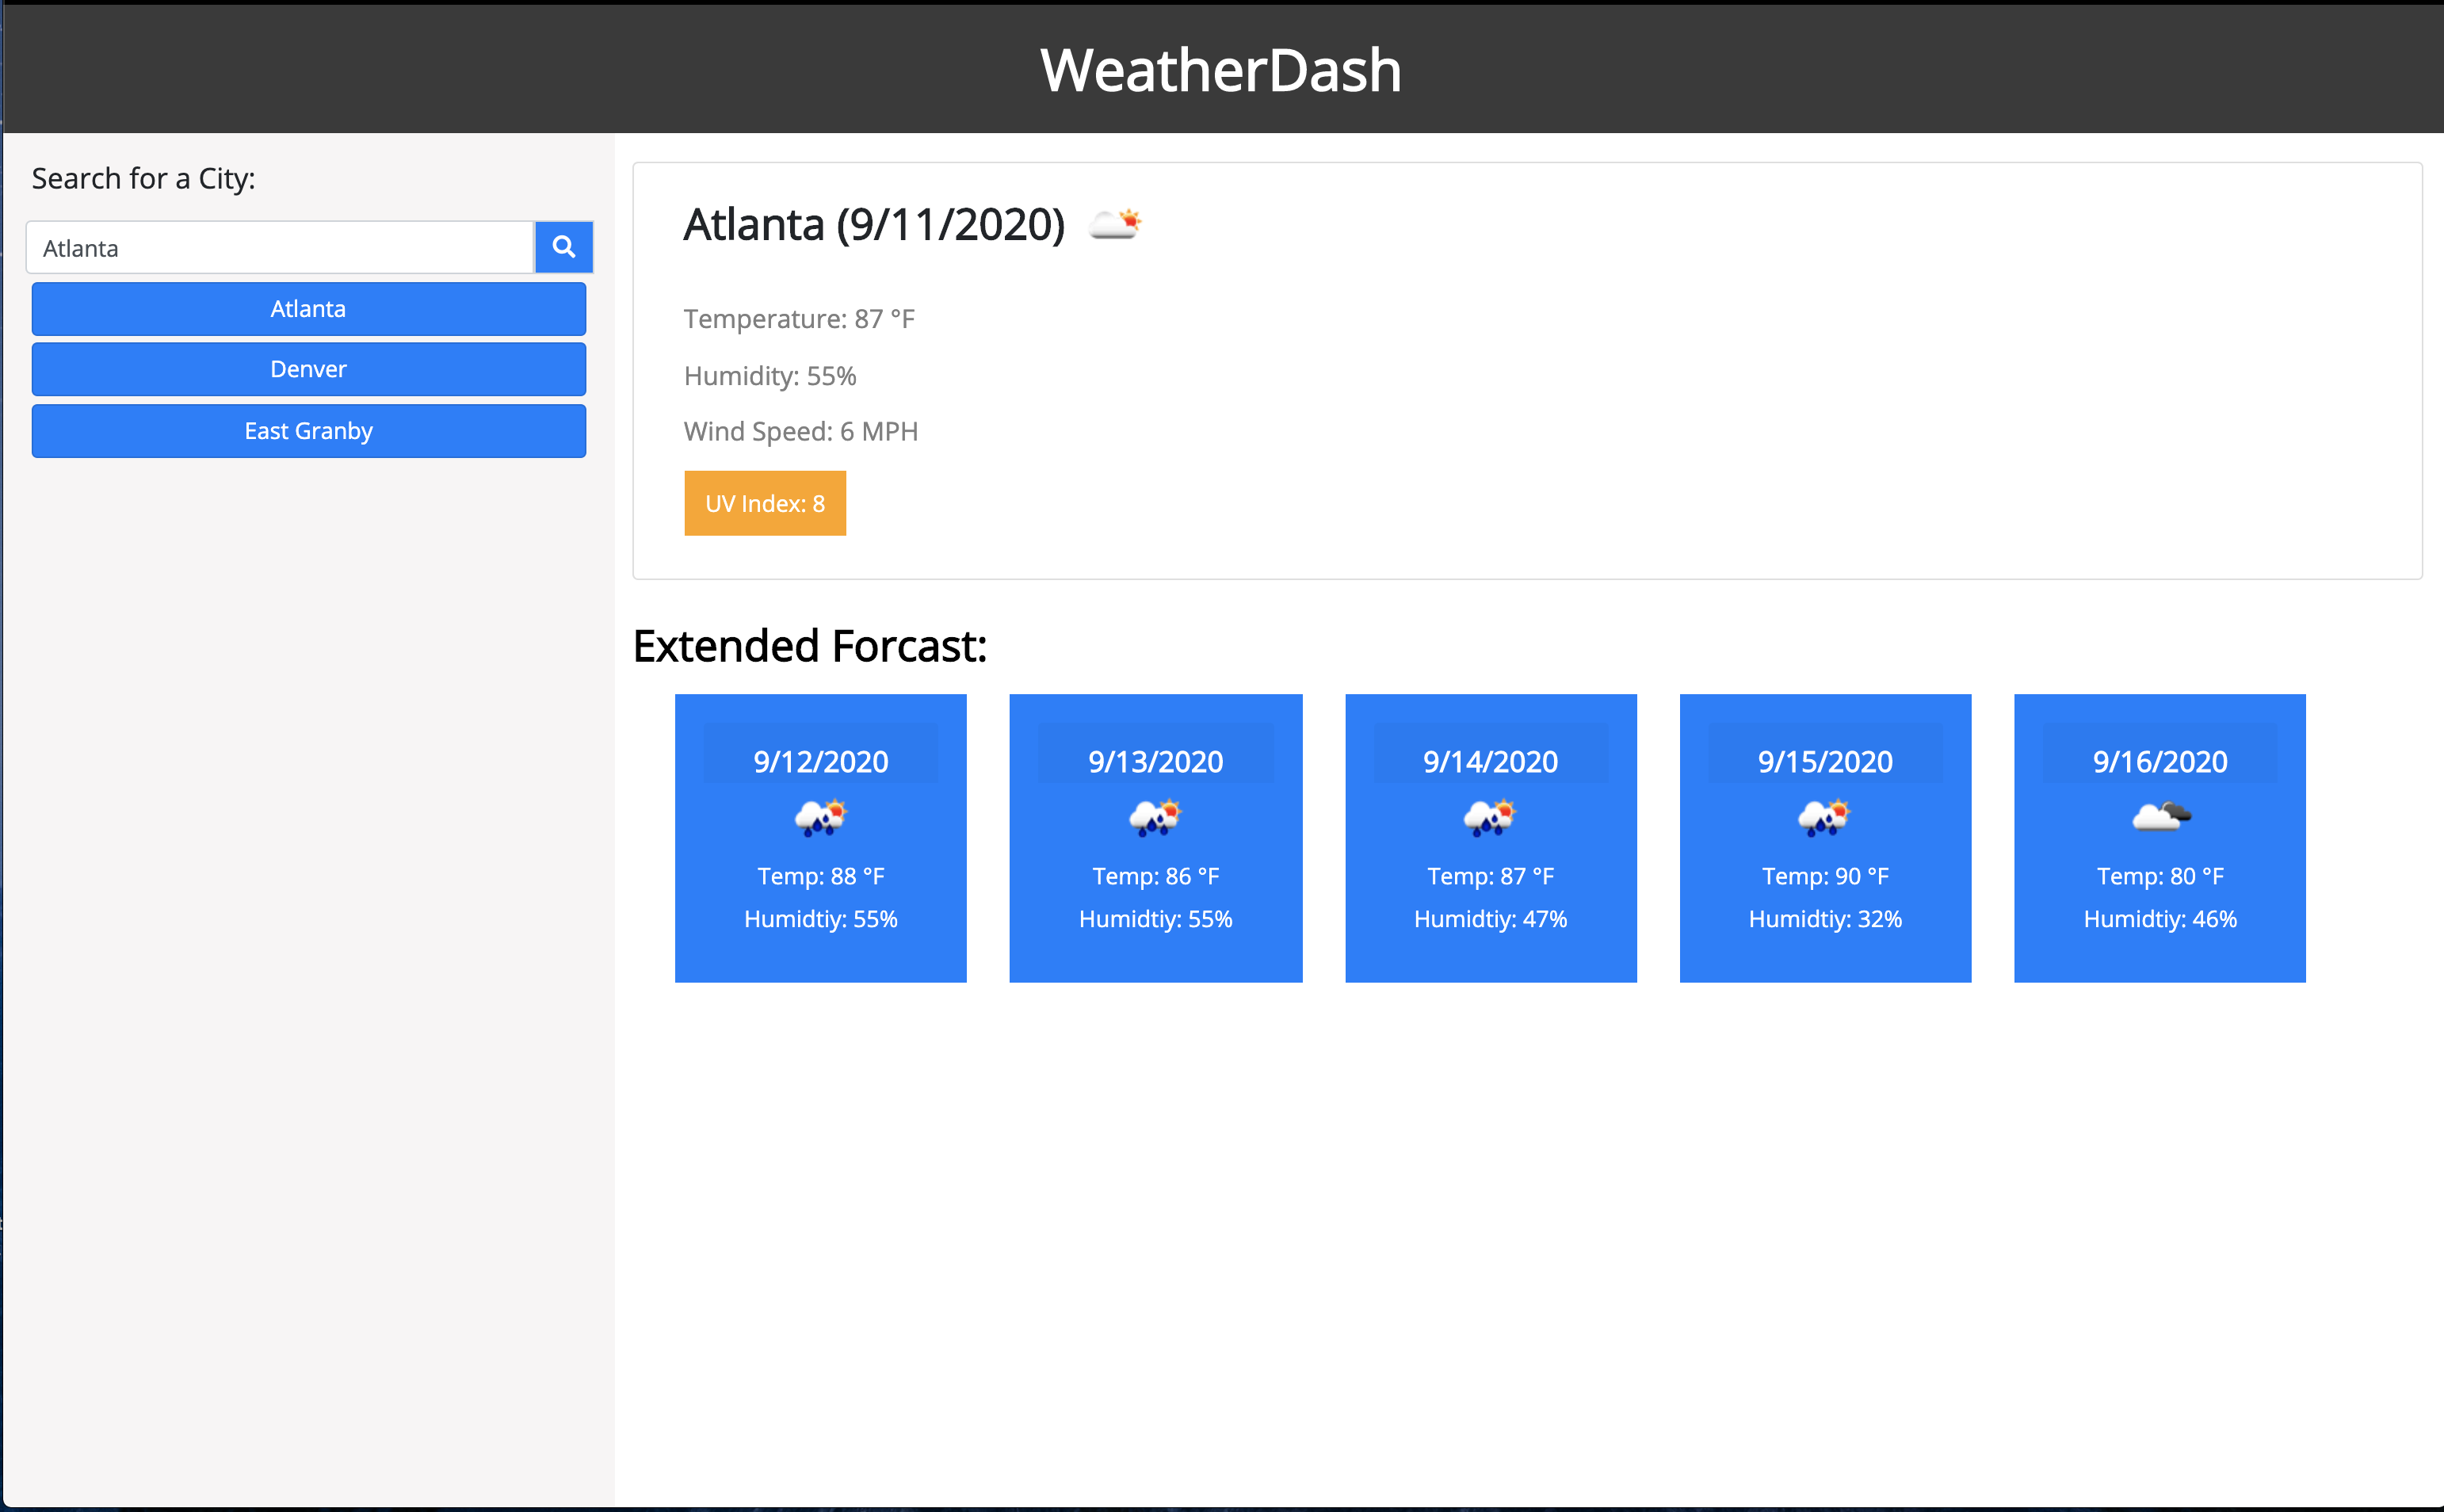 WeatherDash
Search for a City:
Atlanta
Atlanta
Denver
East Granby
Atlanta (9/11/2020)
Temperature: 87 °F
Humidity: 55%
Wind Speed: 6 MPH
UV Index: 8
Extended Forcast:
9/12/2020
Temp: 88 °F
Humidtiy: 55%
9/13/2020
Temp: 86 °F
Humidtiy: 55%
9/14/2020
Temp: 87 °F
Humidtiy: 47%
9/15/2020
Temp: 90 °F
Humidtiy: 32%
9/16/2020
Temp: 80 °F
Humidtiy: 46%